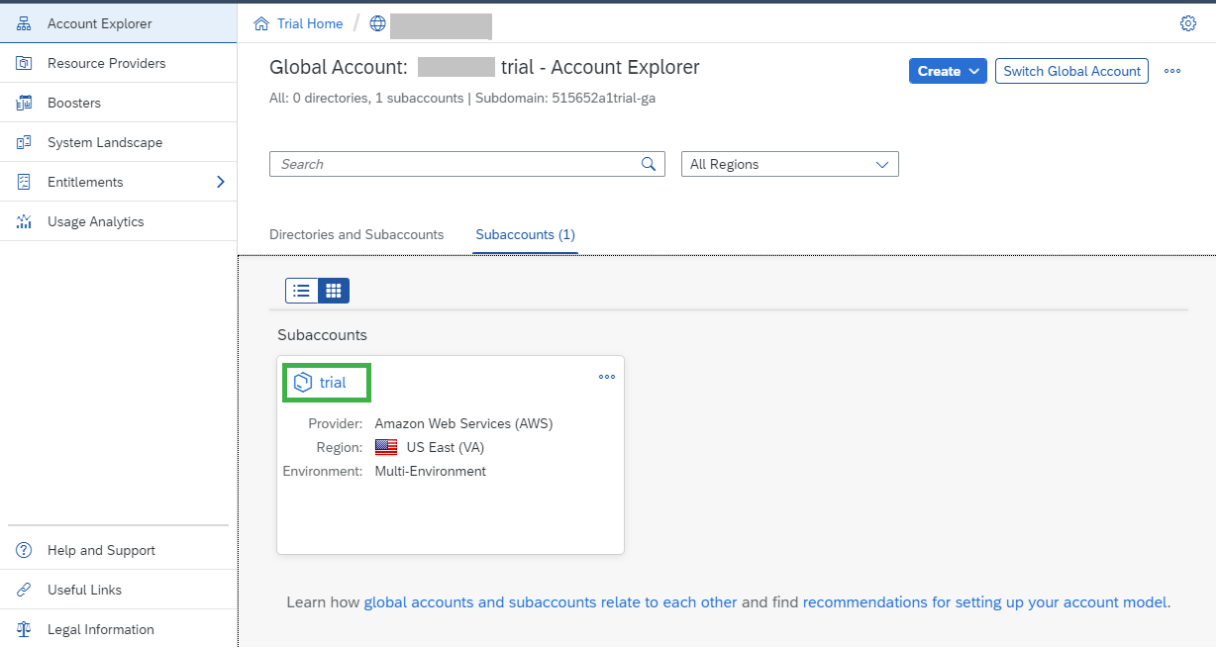 Account Explorer
Resource Providers
Boosters
System Landscape
Entitlements
Usage Analytics
Help and Support
Useful Links
Legal Information
Trial Home /
Global Account: trial - Account Explorer
Create
Switch Global Account
All: 0 directories, 1 subaccounts | Subdomain: 515652a1trial-ga
Search
All Regions
Directories and Subaccounts
Subaccounts (1)
Subaccounts
trial
Provider: Amazon Web Services (AWS)
Region: US East (VA)
Environment: Multi-Environment
Learn how global accounts and subaccounts relate to each other and find recommendations for setting up your account model.